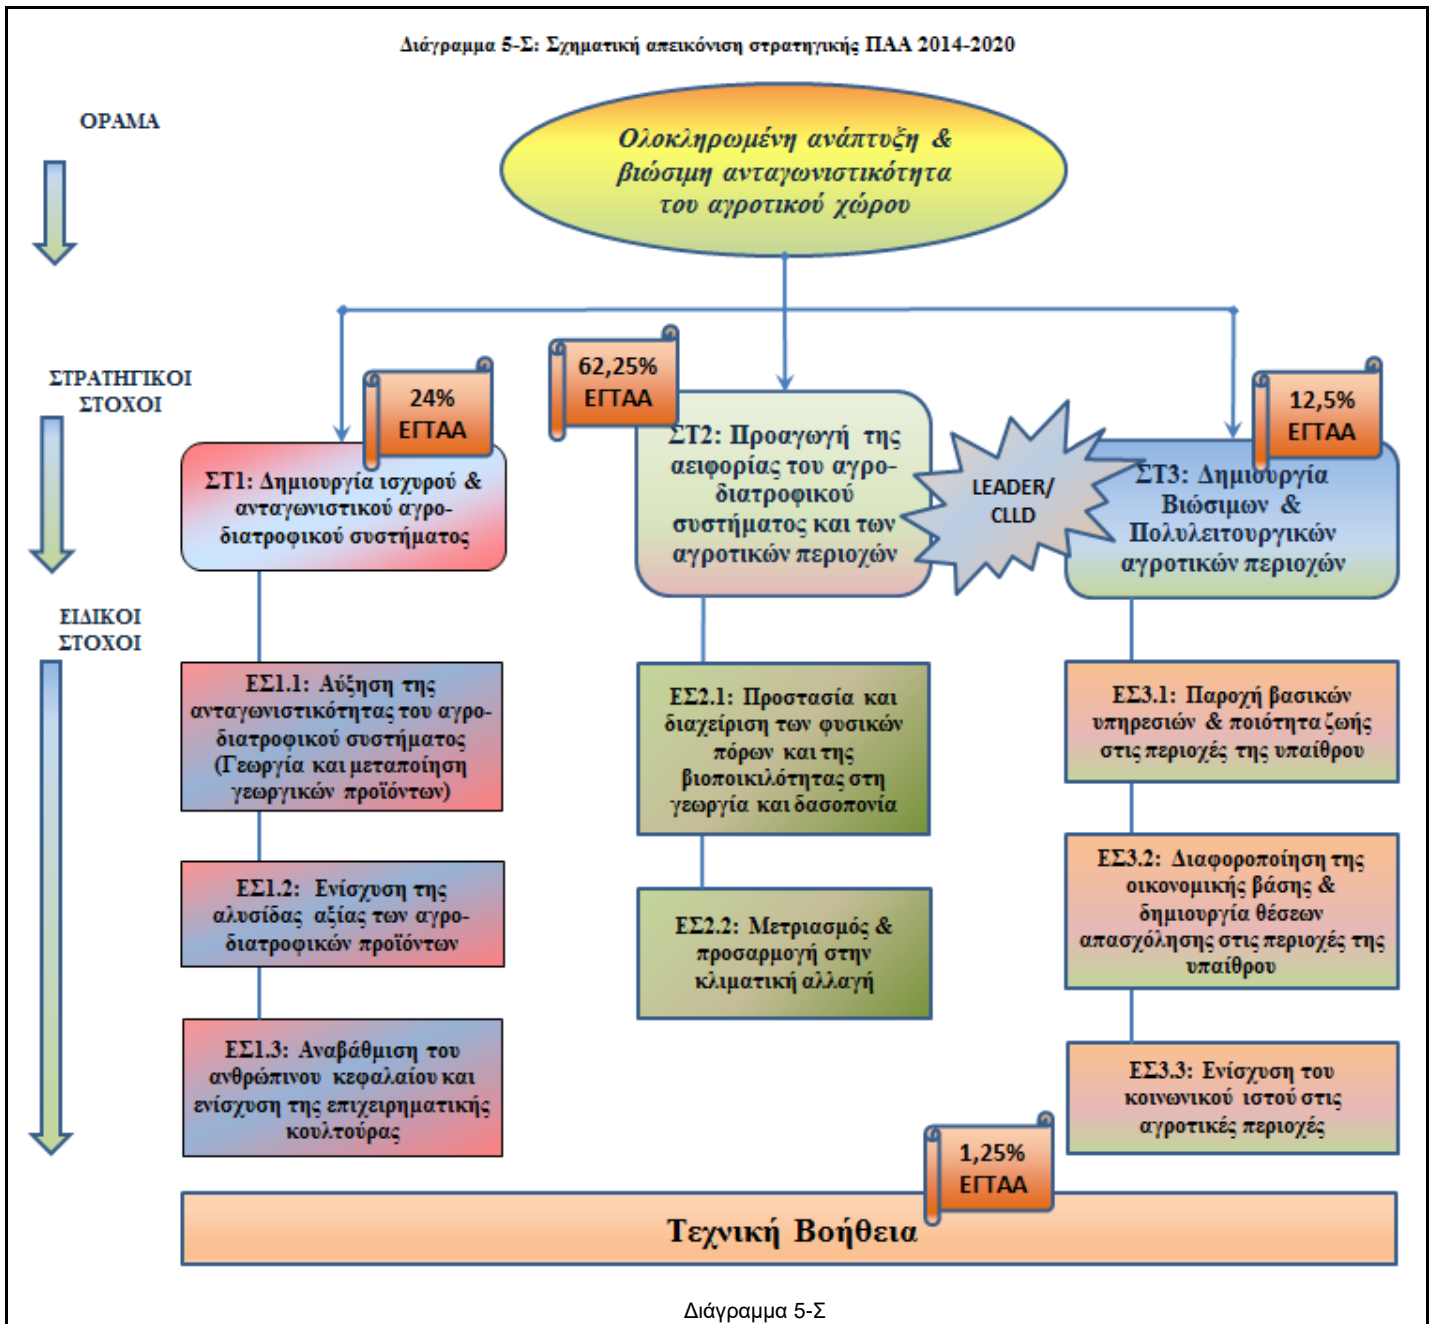 Διάγραμμα 5-Σ: Σχηματική απεικόνιση στρατηγικής ΠΑΑ 2014-2020
ΟΡΑΜΑ
Ολοκληρωμένη ανάπτυξη &
βιώσιμη ανταγωνιστικότητα
του αγροτικού χώρου
ΣΤΡΑΤΗΓΙΚΟΙ
ΣΤΟΧΟΙ
24%
ΕΓΤΑΑ
ΣΤ1: Δημιουργία ισχυρού &
ανταγωνιστικού αγρο-
διατροφικού συστήματος
62,25%
ΕΓΤΑΑ
ΣΤ2: Προαγωγή της
αειφορίας του αγρο-
διατροφικού
συστήματος και των
αγροτικών περιοχών
LEADER/
CLLD
12,5%
ΕΓΤΑΑ
ΣΤ3: Δημιουργία
Βιώσιμων &
Πολυλειτουργικών
αγροτικών περιοχών
ΕΙΔΙΚΟΙ
ΣΤΟΧΟΙ
ΕΣ1.1: Αύξηση της
ανταγωνιστικότητας του αγρο-
διατροφικού συστήματος
(Γεωργία και μεταποίηση
γεωργικών προϊόντων)
ΕΣ1.2: Ενίσχυση της
αλυσίδας αξίας των αγρο-
διατροφικών προϊόντων
ΕΣ1.3: Αναβάθμιση του
ανθρώπινου κεφαλαίου και
ενίσχυση της επιχειρηματικής
κουλτούρας
ΕΣ2.1: Προστασία και
διαχείριση των φυσικών
πόρων και της
βιοποικιλότητας στη
γεωργία και δασοπονία
ΕΣ2.2: Μετριασμός &
προσαρμογή στην
κλιματική αλλαγή
ΕΣ3.1: Παροχή βασικών
υπηρεσιών & ποιότητα ζωής
στις περιοχές της υπαίθρου
ΕΣ3.2: Διαφοροποίηση της
οικονομικής βάσης &
δημιουργία θέσεων
απασχόλησης στις περιοχές της
υπαίθρου
ΕΣ3.3: Ενίσχυση του
κοινωνικού ιστού στις
αγροτικές περιοχές
1,25%
ΕΓΤΑΑ
Τεχνική Βοήθεια
Διάγραμμα 5-Σ